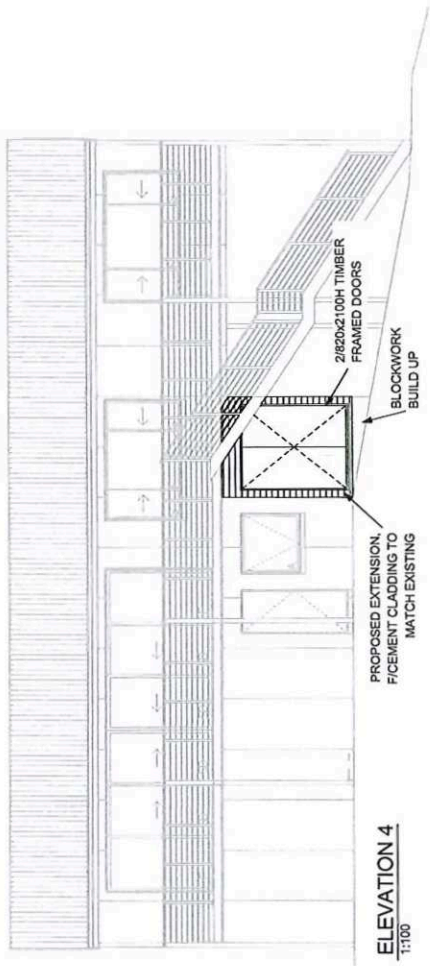 2/820x2100H TIMBER
FRAMED DOORS
BLOCKWORK
BUILD UP
PROPOSED EXTENSION,
F/CEMENT CLADDING TO
MATCH EXISTING
ELEVATION 4
1:100